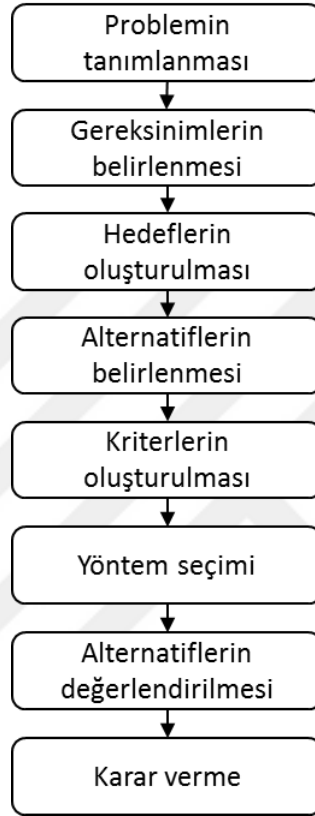 Problemin
tanımlanması
Gereksinimlerin
belirlenmesi
Hedeflerin
oluşturulması
Alternatiflerin
belirlenmesi
Kriterlerin
oluşturulması
Yöntem seçimi
Alternatiflerin
değerlendirilmesi
Karar verme